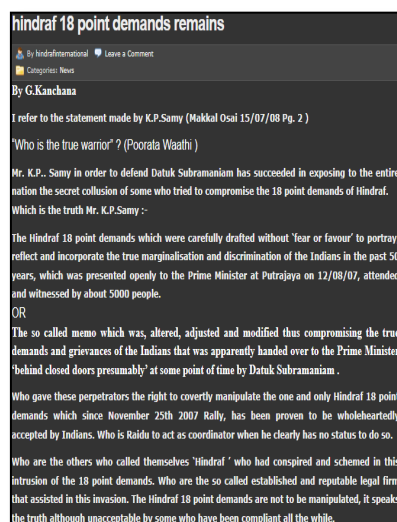 hindraf 18 point demands remains
By hindrafinternational Leave a Comment
Categories: News
By G.Kanchana
I refer to the statement made by K.P.Samy (Makkal Osai 15/07/08 Pg. 2 )
"Who is the true warrior" ? (Poorata Waathi )
Mr. K.P.. Samy in order to defend Datuk Subramaniam has succeeded in exposing to the entire
nation the secret collusion of some who tried to compromise the 18 point demands of Hindraf.
Which is the truth Mr. K.P.Samy :-
The Hindraf 18 point demands which were carefully drafted without `fear or favour' to portray,
reflect and incorporate the true marginalisation and discrimination of the Indians in the past 50
years, which was presented openly to the Prime Minister at Putrajaya on 12/08/07, attended
and witnessed by about 5000 people.
OR
The so called memo which was, altered, adjusted and modified thus compromising the true
demands and grievances of the Indians that was apparently handed over to the Prime Minister
'behind closed doors presumably' at some point of time by Datuk Subramaniam .
Who gave these perpetrators the right to covertly manipulate the one and only Hindraf 18 point
demands which since November 25th 2007 Rally, has been proven to be wholeheartedly
accepted by Indians. Who is Raidu to act as coordinator when he clearly has no status to do so.
Who are the others who called themselves `Hindraf ' who had conspired and schemed in this
intrusion of the 18 point demands. Who are the so called established and reputable legal firm
that assisted in this invasion. The Hindraf 18 point demands are not to be manipulated, it speaks
the truth although unacceptable by some who have been compliant all the while.